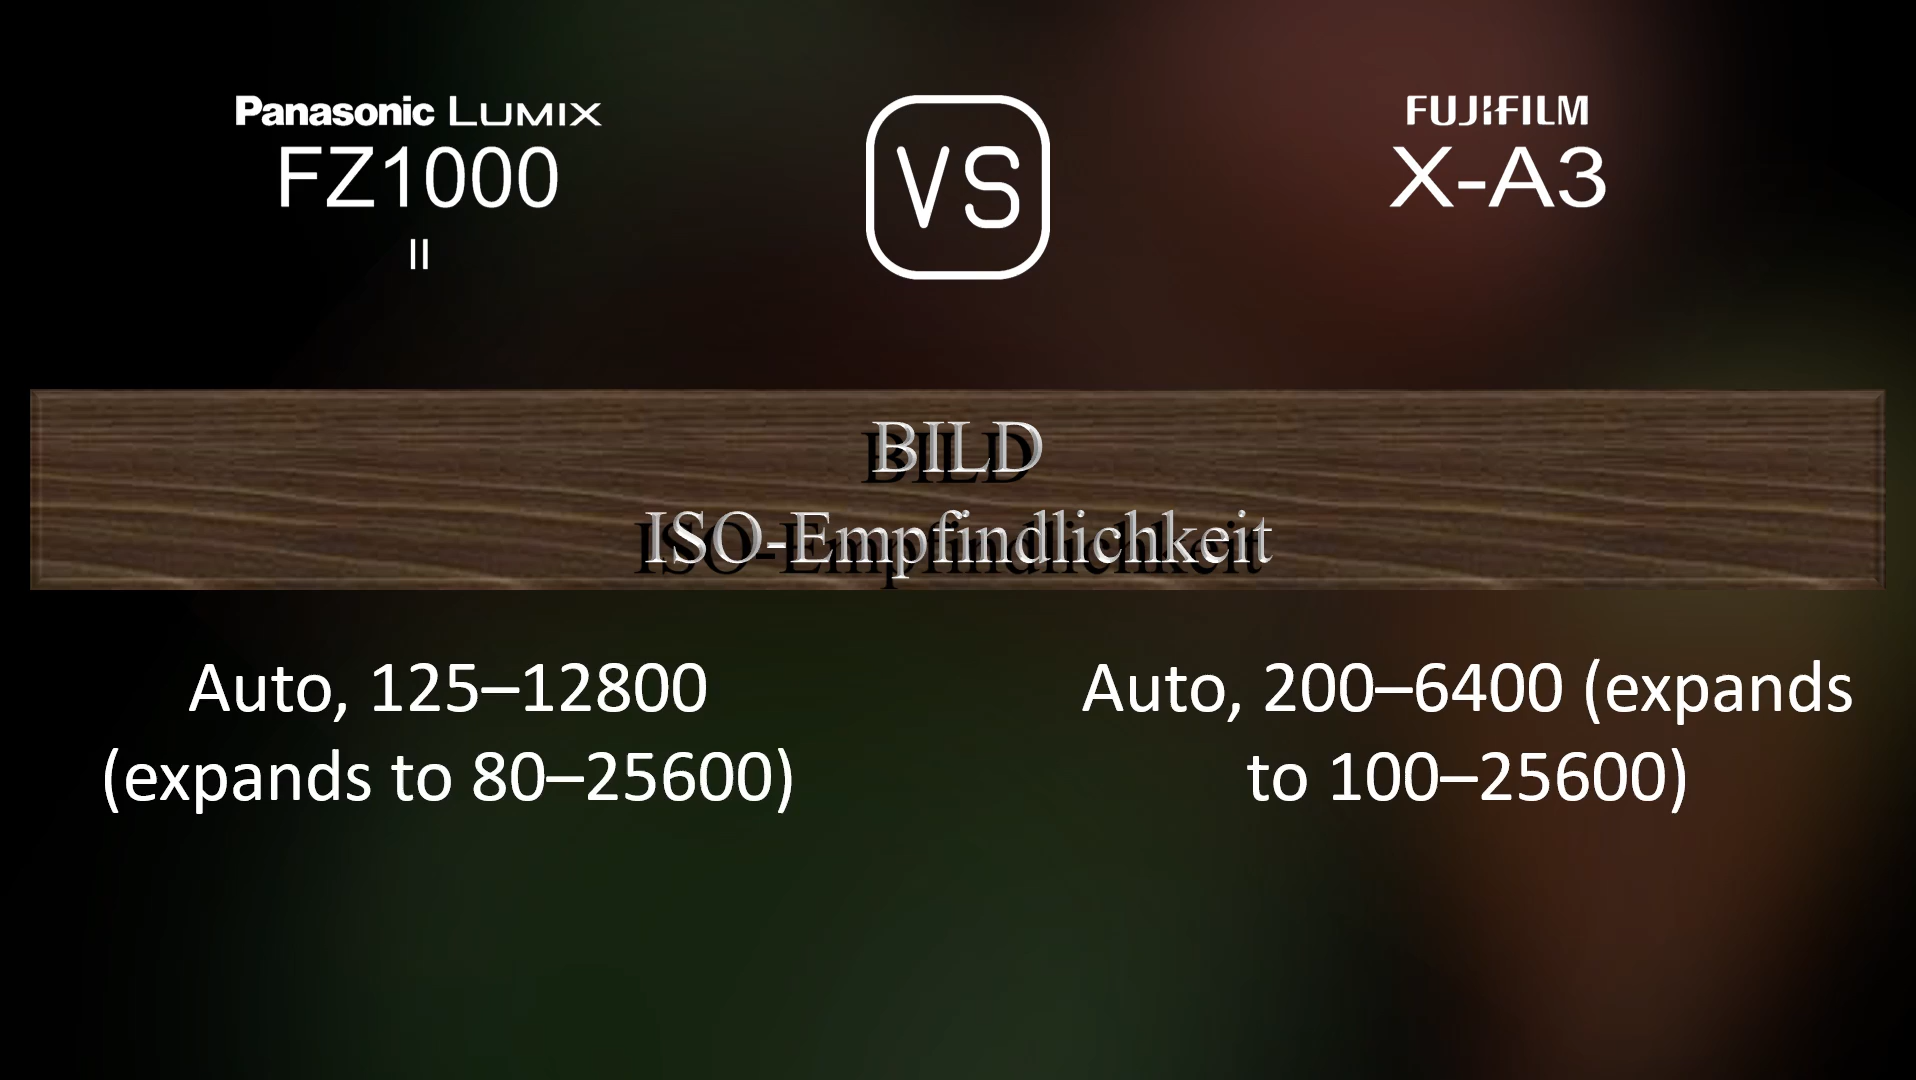 Panasonic LUMIX
FZ1000
II
VS
FUJIFILM
X-A3
BILD
ISO-Empfindlichkeit
Auto, 125–12800
(expands to 80–25600)
Auto, 200–6400 (expands
to 100–25600)